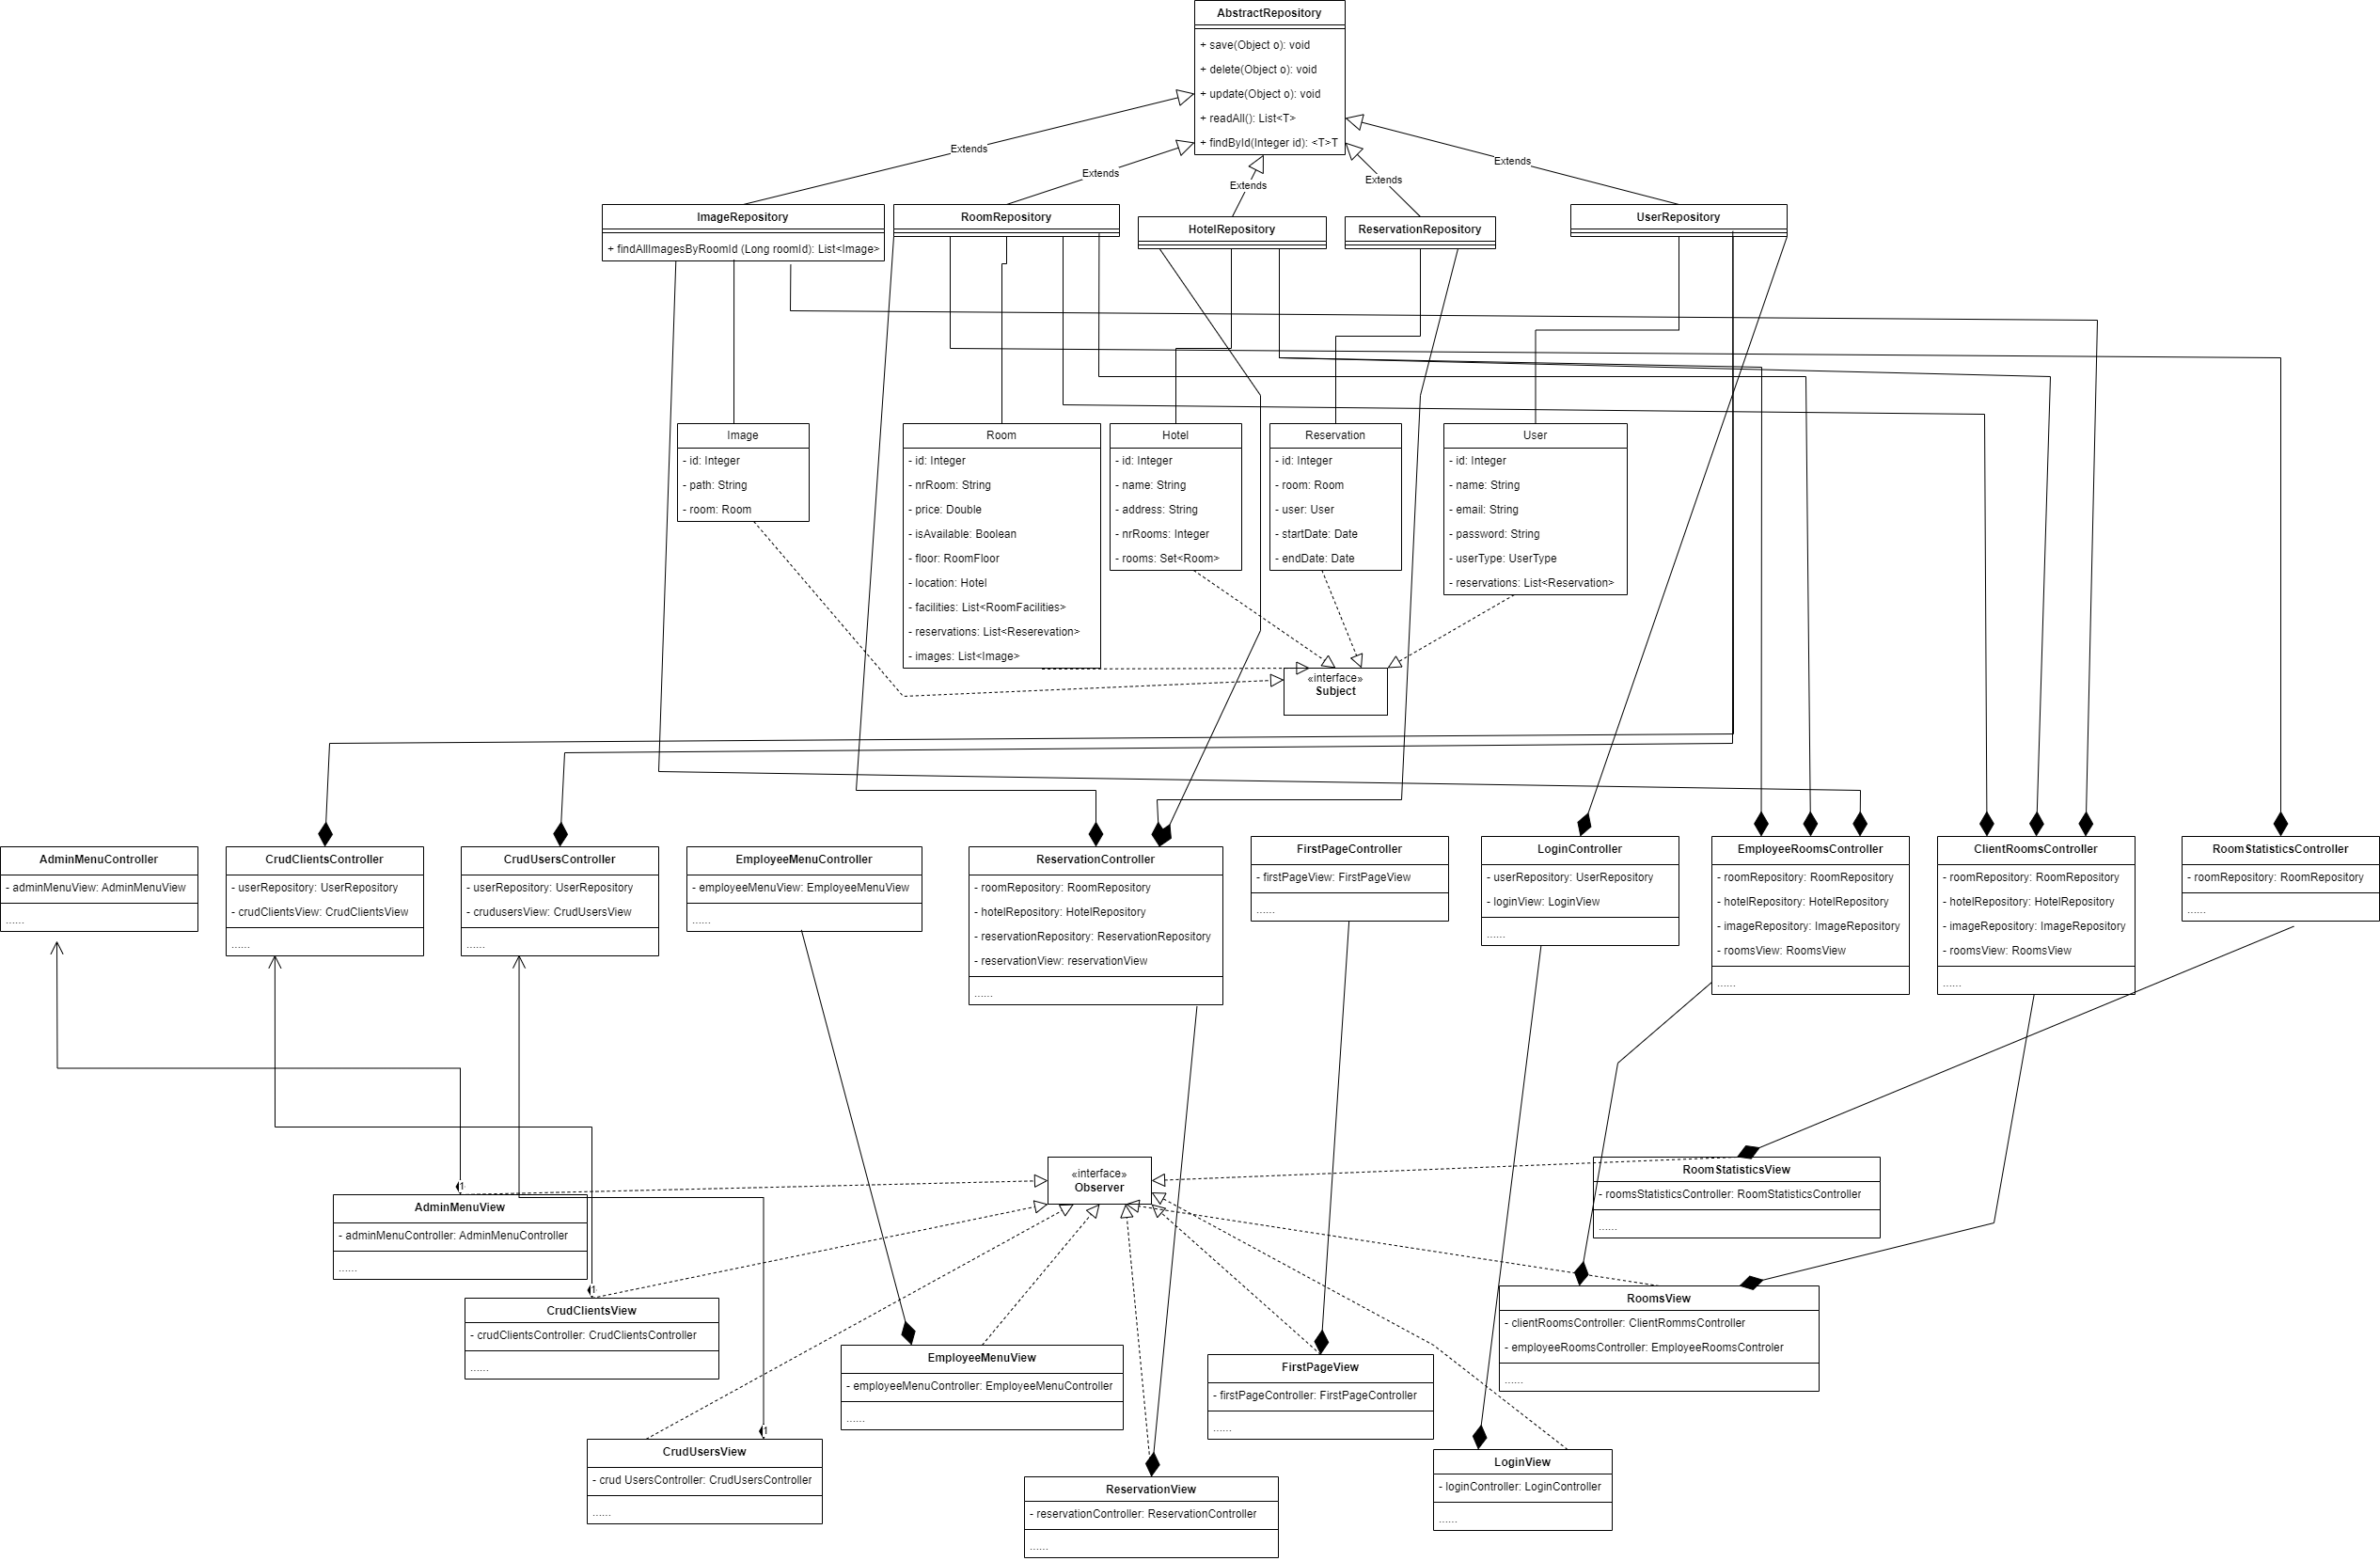 AbstractRepository
+ save(Object o): void
+ delete(Object o): void
+ update(Object o): void
+ readAll(): List<T>
+ findById(Integer id): <T>T
Extends
Extends
Extends
Extends
Extends
ImageRepository
+ findAllImagesByRoomId (Long roomId): List<Image>
RoomRepository
HotelRepository
ReservationRepository
UserRepository
Image
- id: Integer
- path: String
- room: Room
Room
- id: Integer
- nrRoom: String
- price: Double
- isAvailable: Boolean
- floor: RoomFloor
- location: Hotel
- facilities: List<RoomFacilities>
- reservations: List<Reserevation>
- images: List<Image>
Hotel
- id: Integer
- name: String
- address: String
- nrRooms: Integer
- rooms: Set<Room>
Reservation
- id: Integer
- room: Room
- user: User
- startDate: Date
- endDate: Date
User
- id: Integer
- name: String
- email: String
- password: String
- userType: UserType
- reservations: List<Reservation>
«interface»
Subject
AdminMenuController
- adminMenuView: AdminMenuView
......
CrudClientsController
- userRepository: UserRepository
- crudClientsView: CrudClientsView
......
CrudUsersController
- userRepository: UserRepository
- crudusersView: CrudUsersView
......
EmployeeMenuController
- employeeMenuView: EmployeeMenuView
......
ReservationController
- roomRepository: RoomRepository
- hotelRepository: HotelRepository
- reservationRepository: ReservationRepository
- reservationView: reservationView
......
FirstPageController
- firstPageView: FirstPageView
......
LoginController
- userRepository: UserRepository
- loginView: LoginView
......
EmployeeRoomsController
- roomRepository: RoomRepository
- hotelRepository: HotelRepository
- imageRepository: ImageRepository
- roomsView: RoomsView
......
ClientRoomsController
- roomRepository: RoomRepository
- hotelRepository: HotelRepository
- imageRepository: ImageRepository
- roomsView: RoomsView
......
RoomStatisticsController
- roomRepository: RoomRepository
......
«interface»
Observer
RoomStatisticsView
- roomsStatisticsController: RoomStatisticsController
......
1
AdminMenuView
- adminMenuController: AdminMenuController
......
1
CrudClientsView
- crudClientsController: CrudClientsController
......
RoomsView
- clientRoomsController: ClientRommsController
- employeeRoomsController: EmployeeRoomsControler
......
EmployeeMenuView
- employeeMenuController: EmployeeMenuController
......
FirstPageView
- firstPageController: FirstPageController
......
1
CrudUsersView
- crud UsersController: CrudUsersController
......
LoginView
- loginController: LoginController
......
ReservationView
- reservationController: ReservationController
......